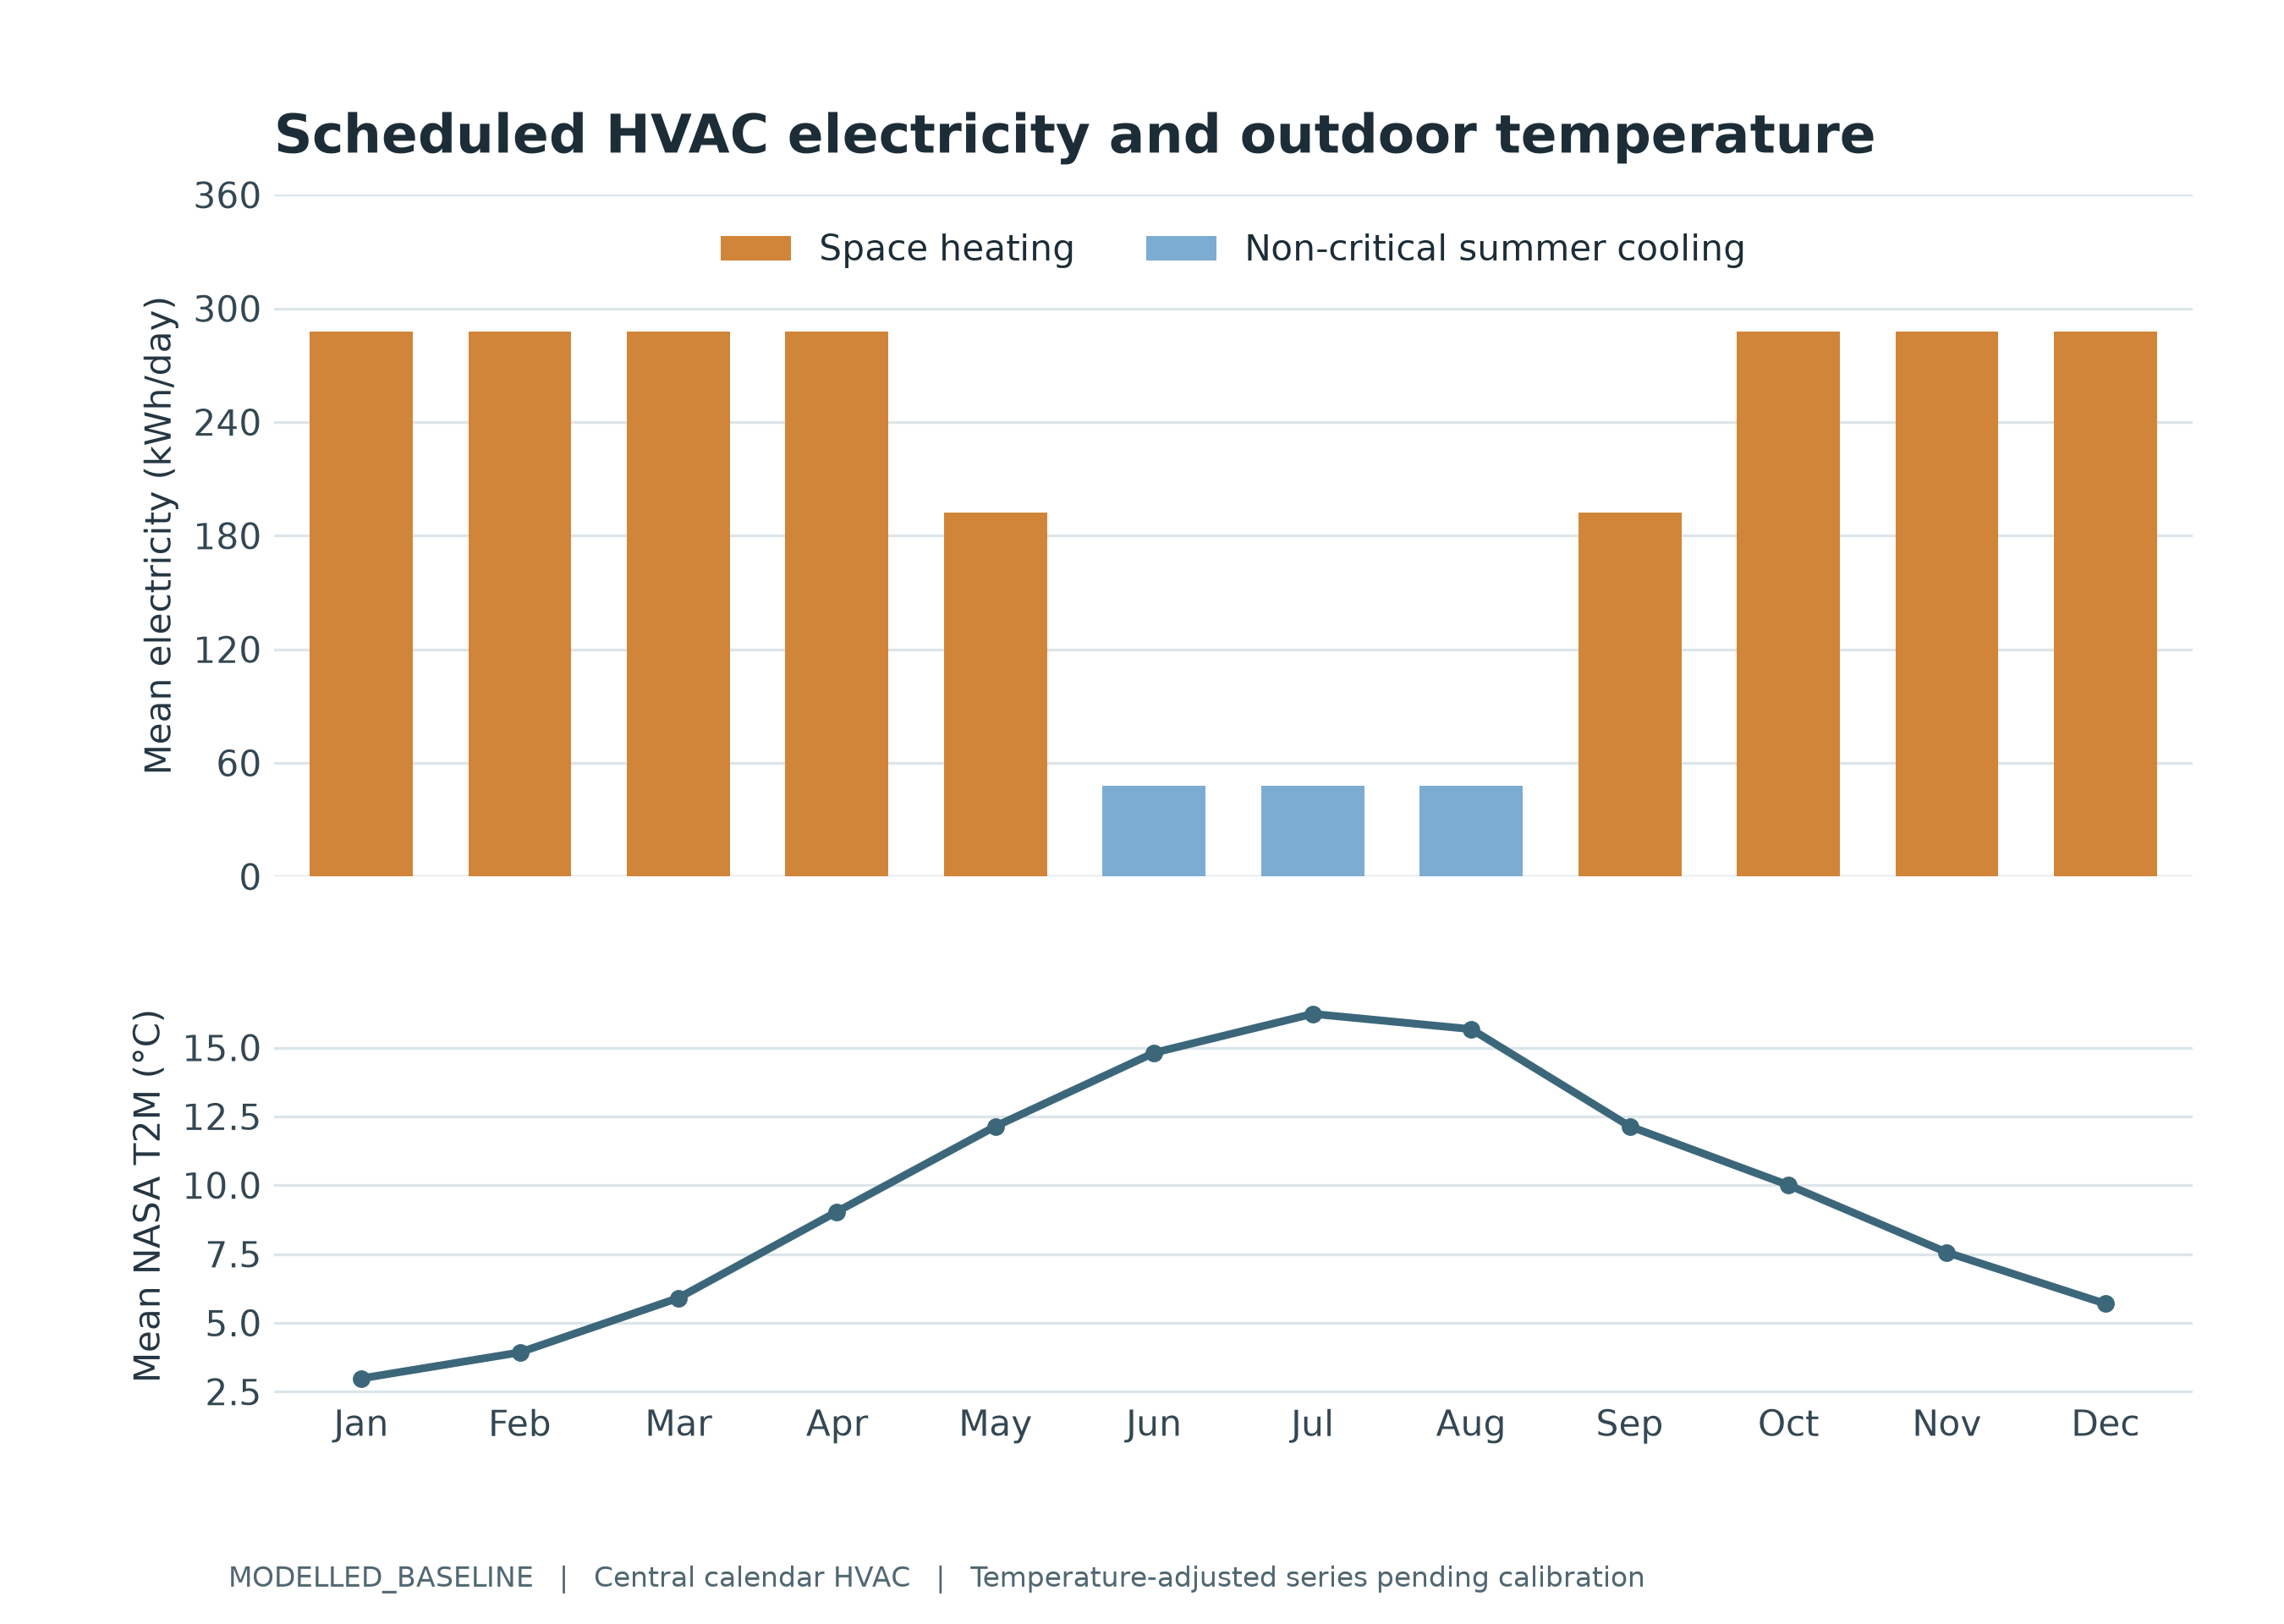 Scheduled HVAC electricity and outdoor temperature
Space heating
Non-critical summer cooling
Mean electricity (kWh/day)
360
300
240
180
120
60
0
Mean NASA T2M (°C)
15.0
12.5
10.0
7.5
5.0
2.5
Jan Feb Mar Apr May Jun Jul Aug Sep Oct Nov Dec
MODELLED_BASELINE | Central calendar HVAC | Temperature-adjusted series pending calibration